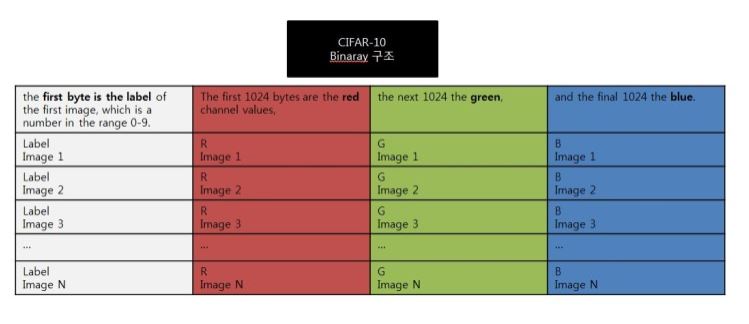 CIFAR-10
Binaray 구조
the first byte is the label of
the first image, which is a
number in the range 0-9.
The first 1024 bytes are the red
channel values,
the next 1024 the green,
and the final 1024 the blue.
Label
Image 1
R
Image 1
G
Image 1
B
Image 1
Label
Image 2
R
Image 2
G
Image 2
B
Image 2
Label
Image 3
R
Image 3
G
Image 3
B
Image 3
...
...
...
...
Label
Image N
R
Image N
G
Image N
B
Image N